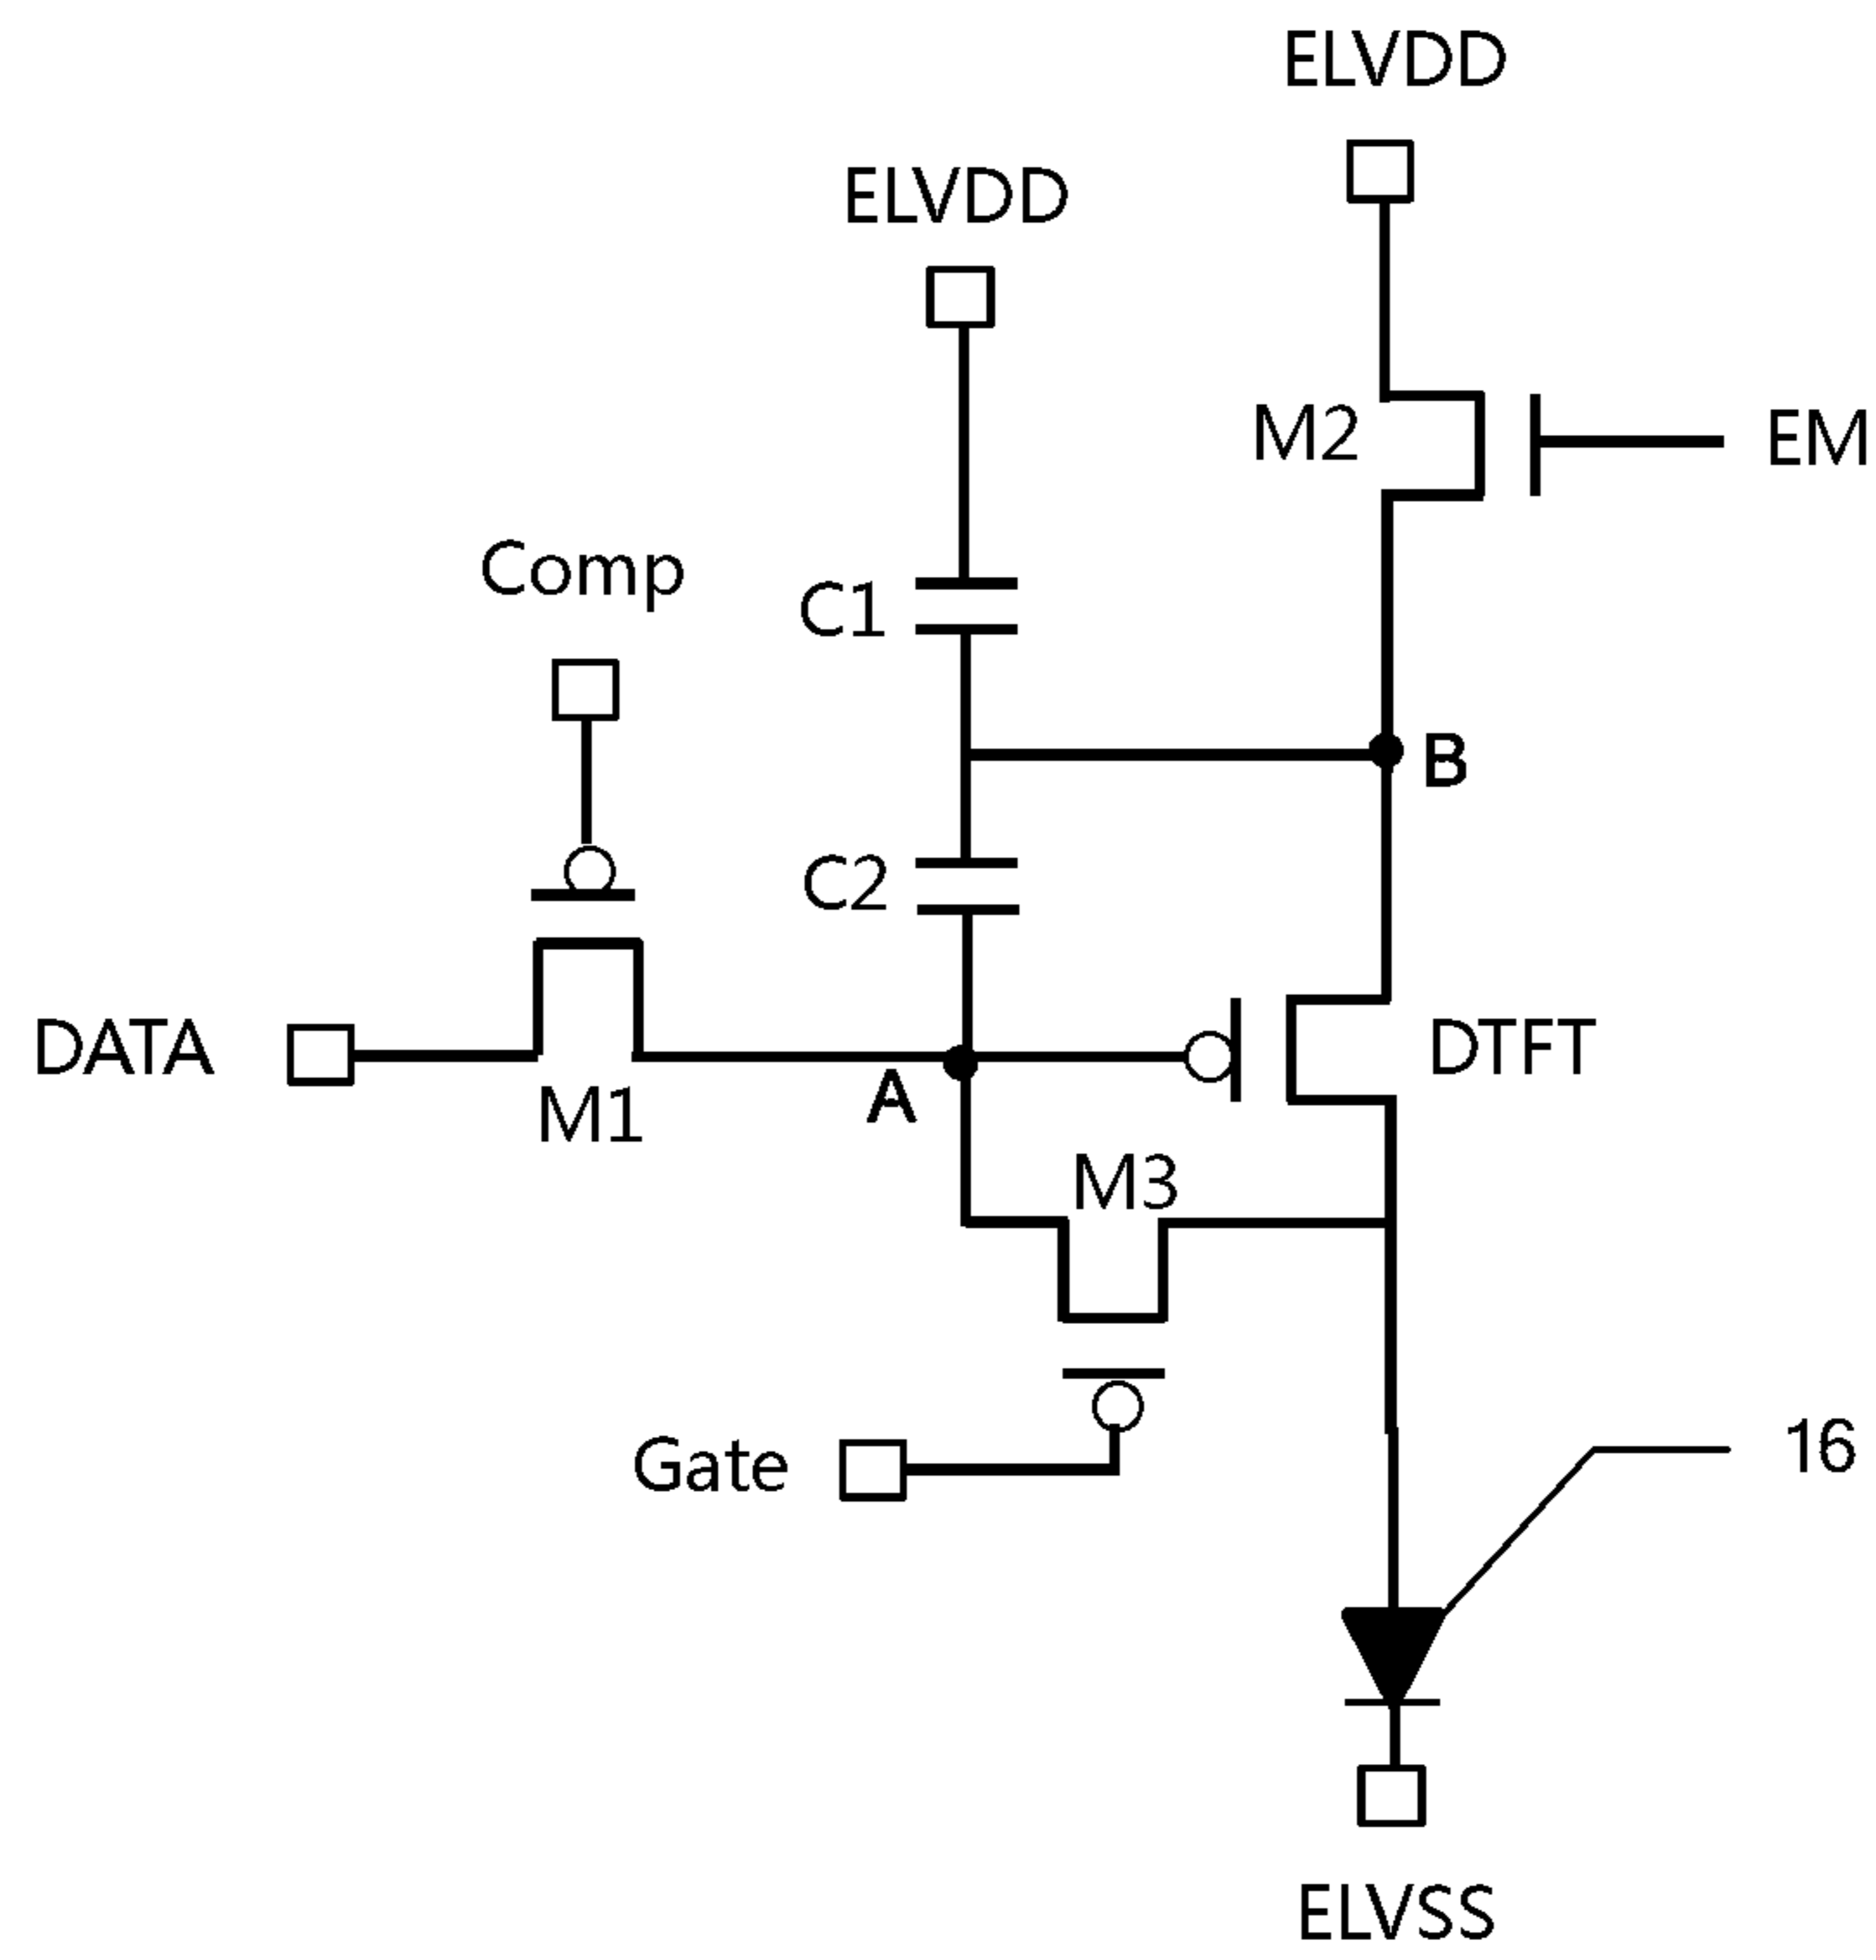 ELVDD
ELVDD
M2
EM
Comp
C1
B
C2
DATA
DTFT
A
M1
M3
Gate
16
ELVSS